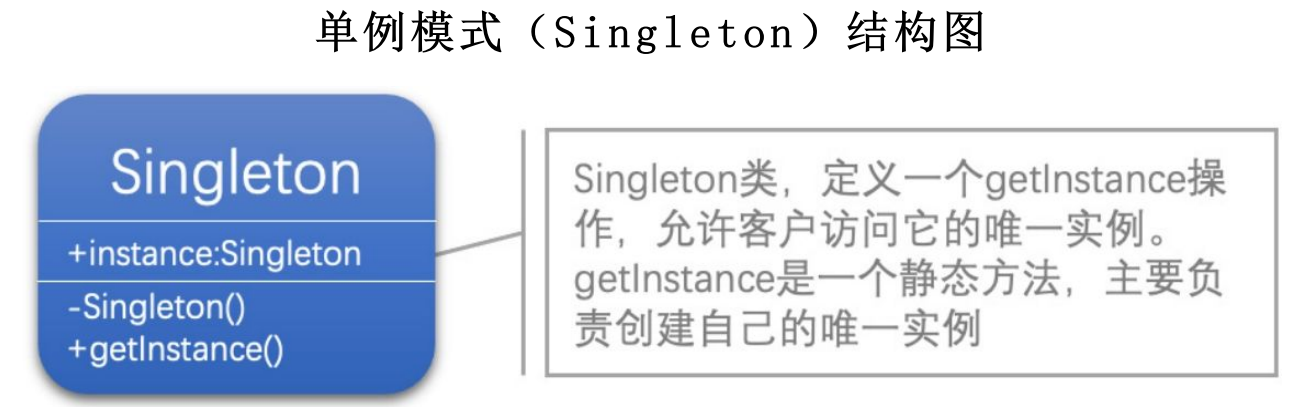 单例模式（Singleton）结构图
Singleton
+instance:Singleton
-Singleton()
+getInstance()
Singleton类，定义一个getInstance操
作，允许客户访问它的唯一实例。
getInstance是一个静态方法，主要负
责创建自己的唯一实例